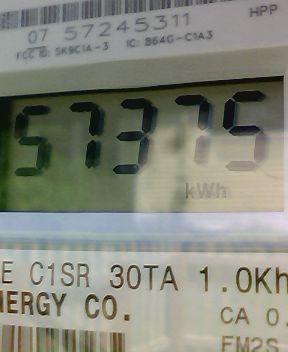 HPP
07 57245311
FCC ID: SK9C1A-3 IC: 864G-C1A3
57375
kWh
E C1SR 30TA 1.0Kh
NERGY CO.
CA 0.
FM2S